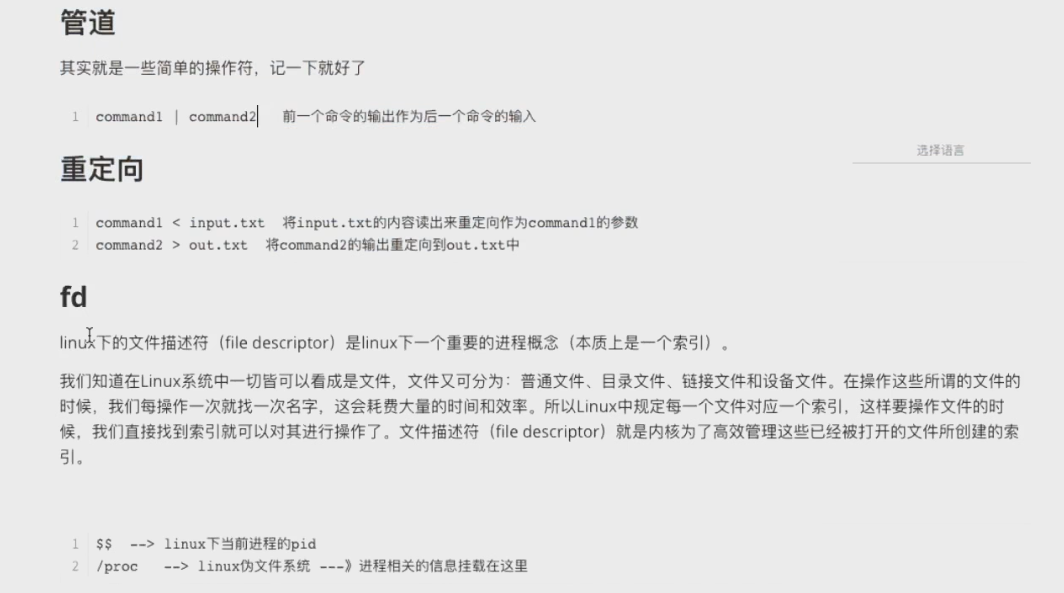 管道
其实就是一些简单的操作符，记一下就好了
1 command1 | command2 前一个命令的输出作为后一个命令的输入
选择语言
重定向
1 command1 < input.txt 将input.txt的内容读出来重定向作为command1的参数
2 command2 > out.txt 将command2的输出重定向到out.txt中
fd
linux下的文件描述符（file descriptor）是linux下一个重要的进程概念（本质上是一个索引）。
我们知道在Linux系统中一切皆可以看成是文件，文件又可分为：普通文件、目录文件、链接文件和设备文件。在操作这些所谓的文件的
时候，我们每操作一次就找一次名字，这会耗费大量的时间和效率。所以Linux中规定每一个文件对应一个索引，这样要操作文件的时
候，我们直接找到索引就可以对其进行操作了。文件描述符（file descriptor）就是内核为了高效管理这些已经被打开的文件所创建的索
引。
1 $$ --> linux下当前进程的pid
2 /proc --> linux伪文件系统 ---》进程相关的信息挂载在这里